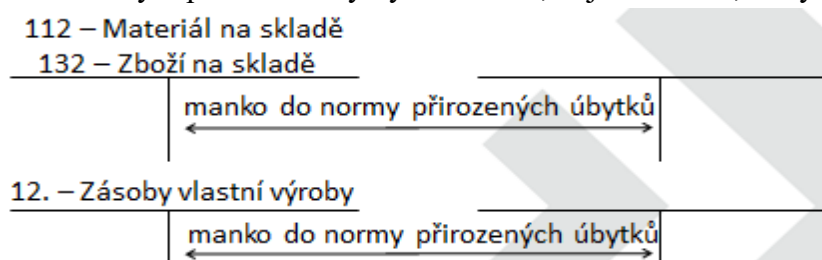 112 – Materiál na skladě
132 – Zboží na skladě
manko do normy přirozených úbytků
12. – Zásoby vlastní výroby
manko do normy přirozených úbytků